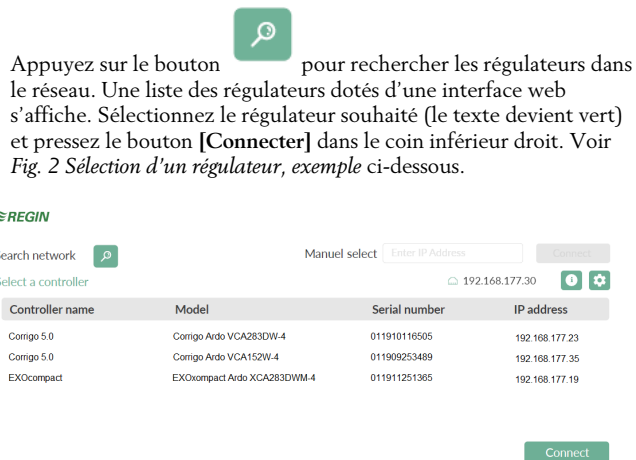 Appuyez sur le bouton pour rechercher les régulateurs dans
le réseau. Une liste des régulateurs dotés d’une interface web
s’affiche. Sélectionnez le régulateur souhaité (le texte devient vert)
et pressez le bouton [Connecter] dans le coin inférieur droit. Voir
Fig. 2 Sélection d’un régulateur, exemple ci-dessous.
REGIN
Search network Manuel select Enter IP Address Connect
Select a controller 192.168.177.30
Controller name Model Serial number IP address
Corrigo 5.0 Corrigo Ardo VCA283DW-4 011910116505 192.168.177.23
Corrigo 5.0 Corrigo Ardo VCA152W-4 011909253489 192.168.177.35
EXOcompact EXOxompact Ardo XCA283DWM-4 011911251365 192.168.177.19
Connect